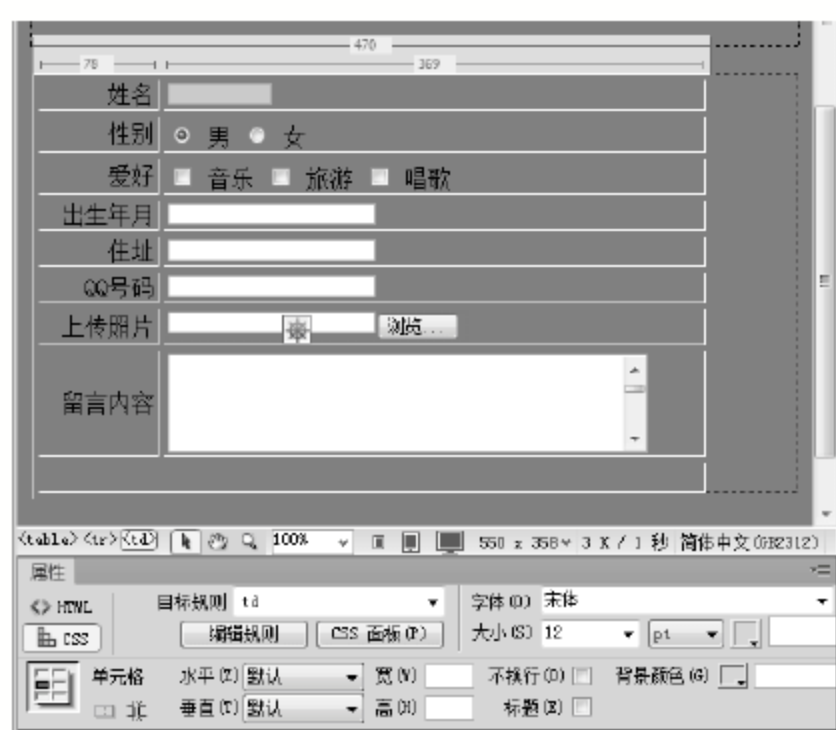 470
78 369
姓名
性别 男 女
爱好 音乐 旅游 唱歌
出生年月
住址
QQ号码
上传照片 浏览...
留言内容
<table> <tr> <td> 100% 550 x 358 3 K / 1 秒 简体中文(GB2312)
属性
<> HTML 目标规则 td 字体(O) 宋体
CSS 编辑规则 CSS 面板(P) 大小(S) 12 pt
单元格 水平(Z) 默认 宽(W) 不换行(O) 背景颜色(G)
垂直(T) 默认 高(H) 标题(E)